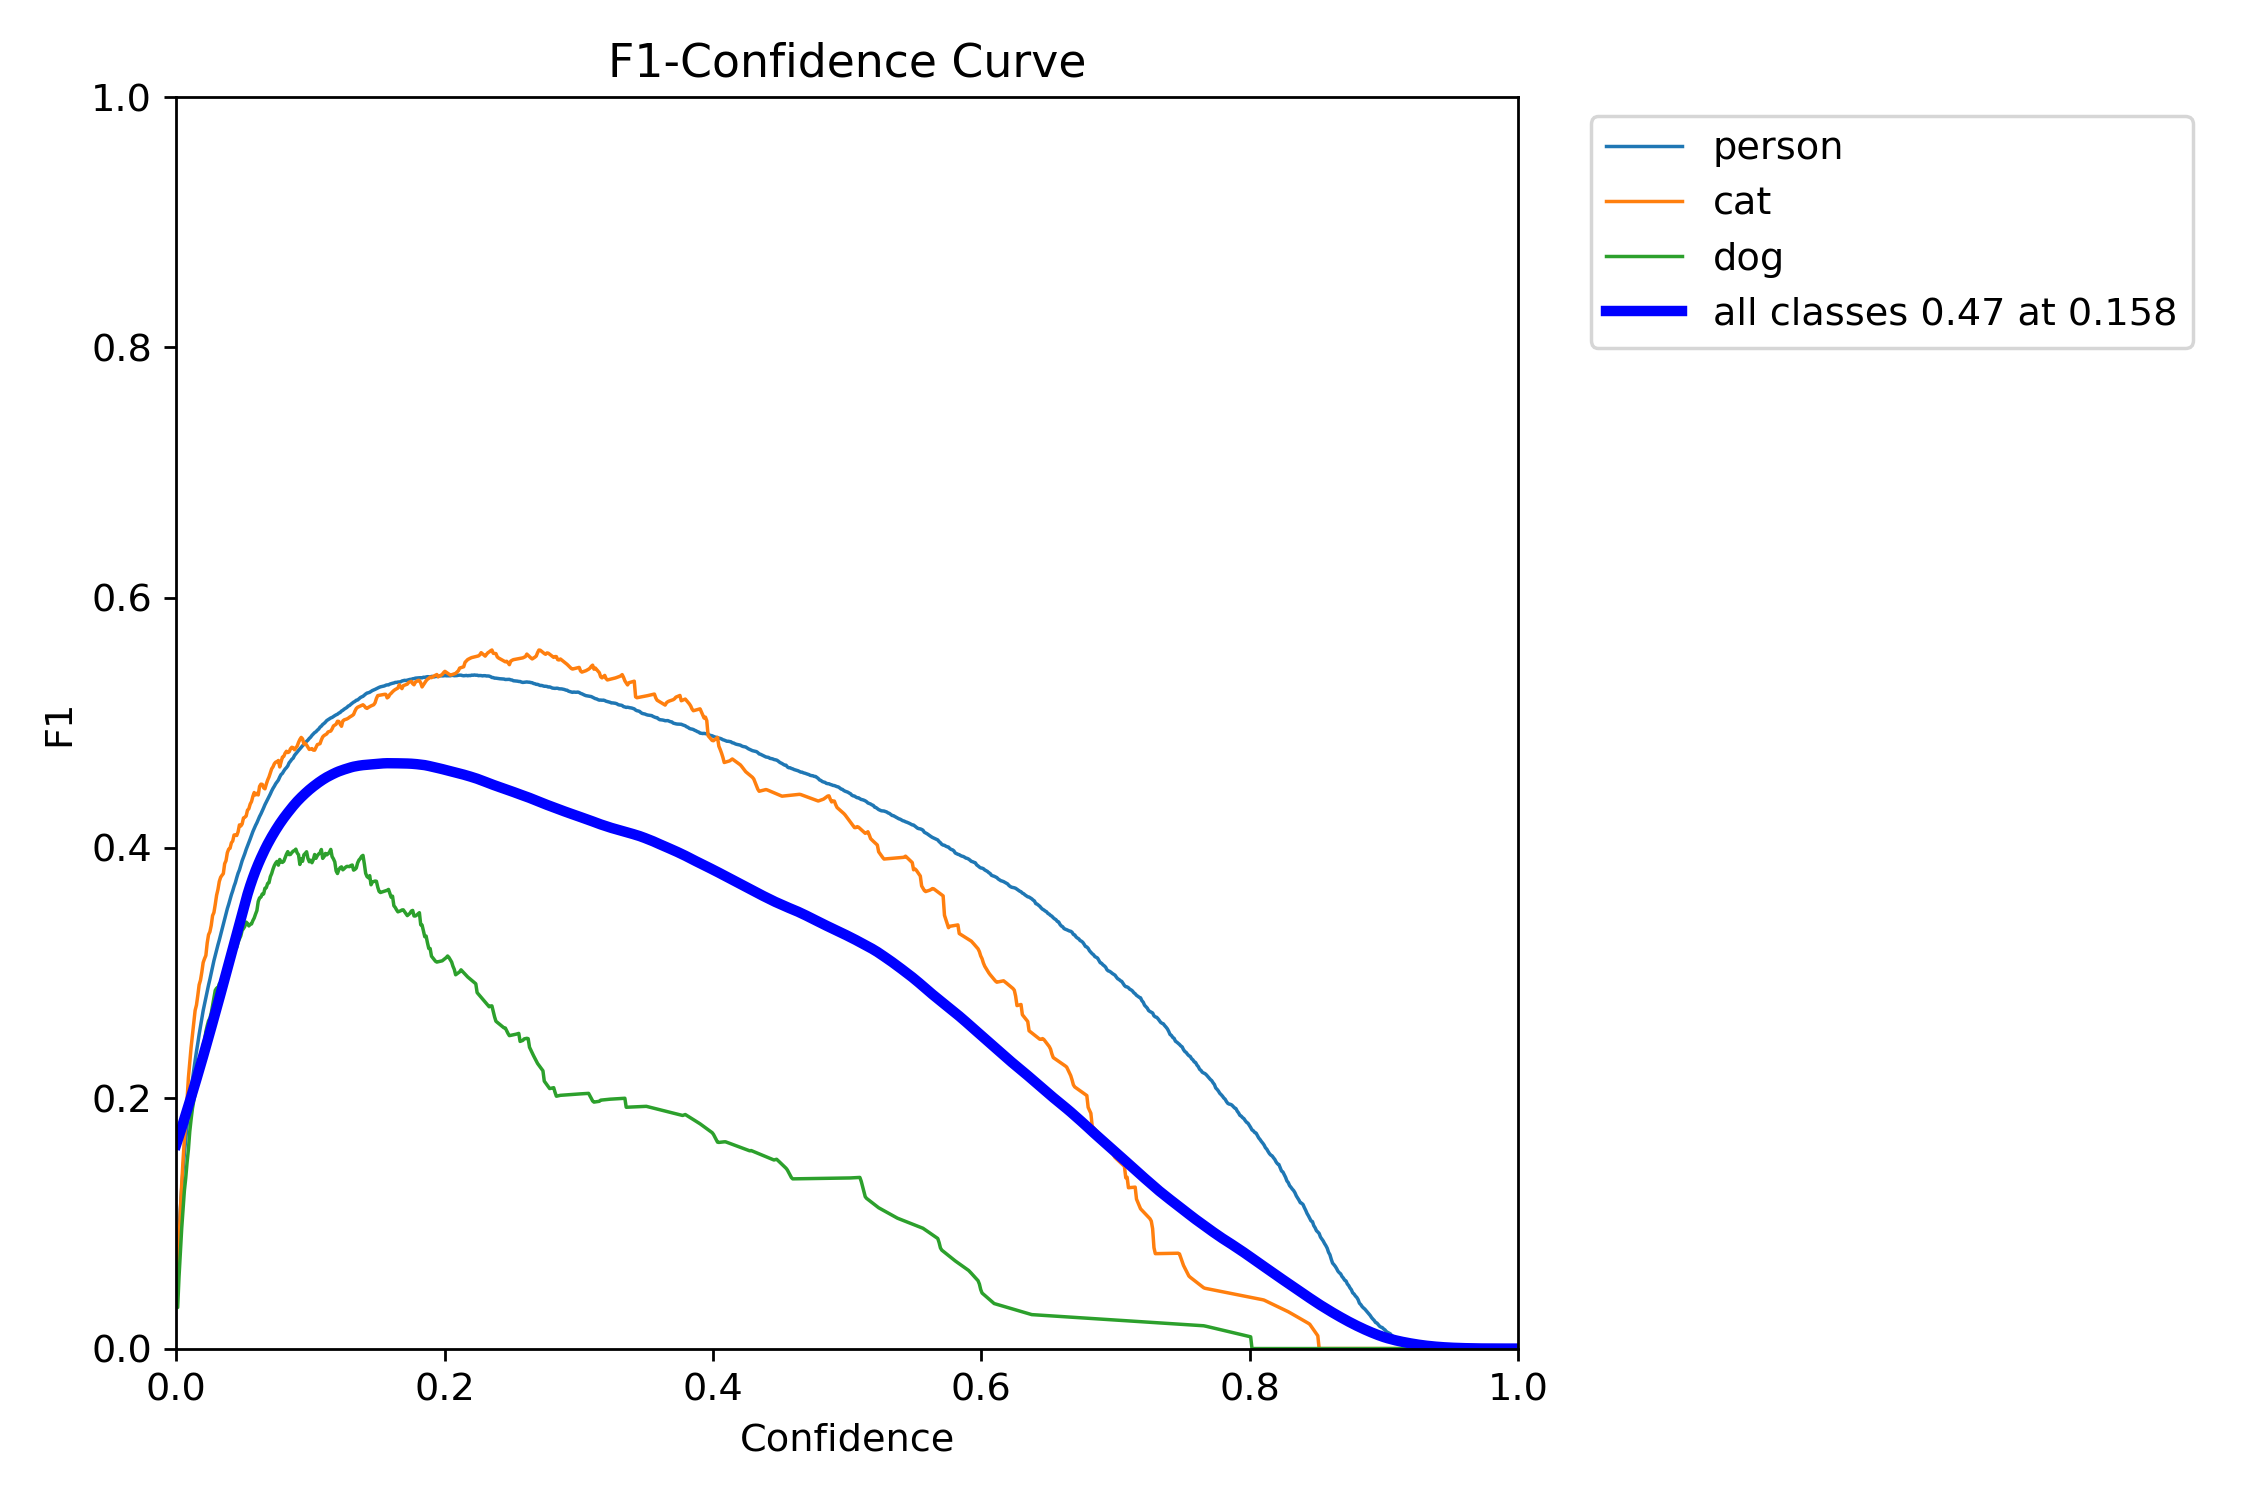 F1-Confidence Curve
1.0
0.8
0.6
0.4
0.2
0.0
F1
0.0 0.2 0.4 0.6 0.8 1.0
Confidence
person
cat
dog
all classes 0.47 at 0.158